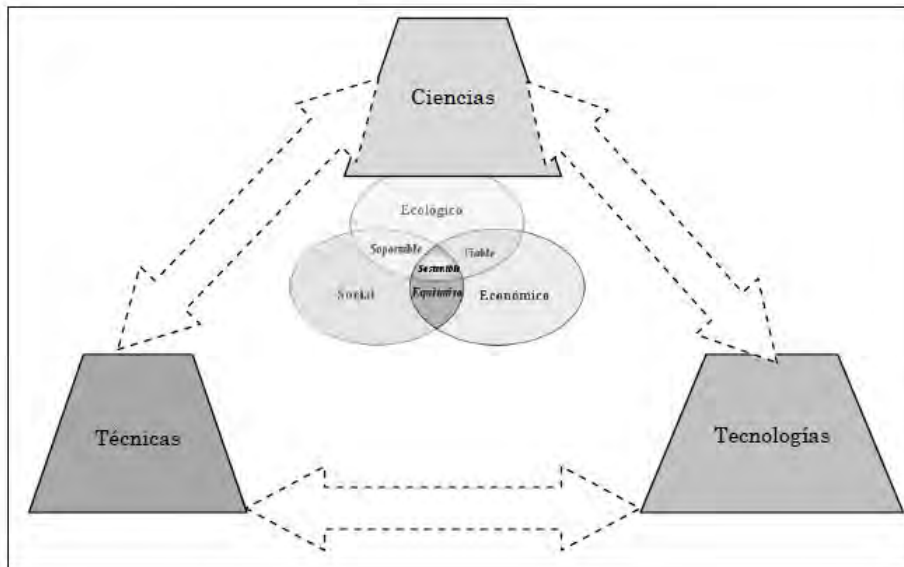 Ciencias
Ecológico
Soportable
Viable
Sostenible
Social
Equitativo
Económico
Técnicas
Tecnologías